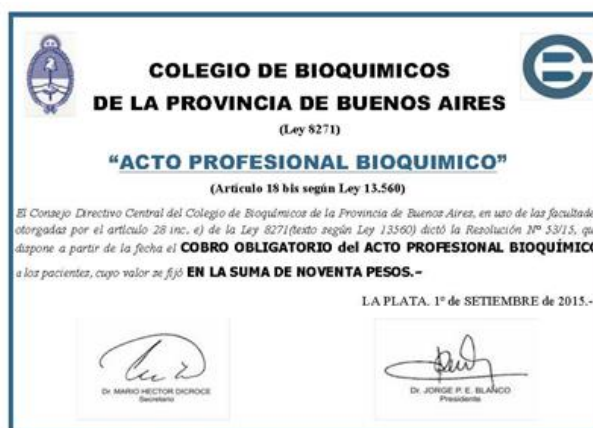 COLEGIO DE BIOQUIMICOS
DE LA PROVINCIA DE BUENOS AIRES
(Ley 8271)
“ACTO PROFESIONAL BIOQUIMICO”
(Artículo 18 bis según Ley 13.560)
El Consejo Directivo Central del Colegio de Bioquímicos de la Provincia de Buenos Aires, en uso de las facultade
otorgadas por el artículo 28 inc. e) de la Ley 8271(texto según Ley 13560) dictó la Resolución Nº 53/15, qu
dispone a partir de la fecha el COBRO OBLIGATORIO del ACTO PROFESIONAL BIOQUÍMICO
a los pacientes, cuyo valor se fijó EN LA SUMA DE NOVENTA PESOS.-
LA PLATA. 1º de SETIEMBRE de 2015.-
Dr. MARIO HECTOR DICROCE
Secretario
Dr. JORGE P. E. BLANCO
Presidente